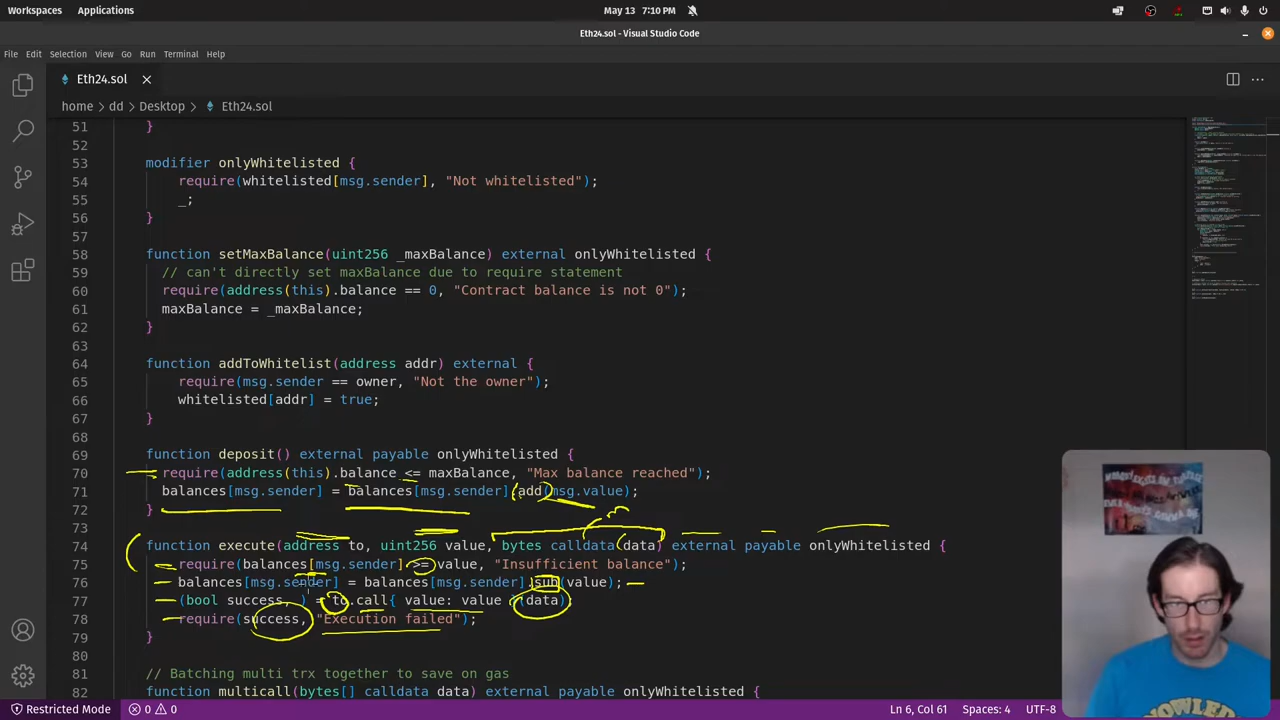 Workspaces Applications May 13 7:10 PM
Eth24.sol - Visual Studio Code
File Edit Selection View Go Run Terminal Help
Eth24.sol
home > dd > Desktop > Eth24.sol
51 }
52
53 modifier onlyWhitelisted {
54 require(whitelisted[msg.sender], "Not whitelisted");
55 _;
56 }
57
58 function setMaxBalance(uint256 _maxBalance) external onlyWhitelisted {
59 // can't directly set maxBalance due to require statement
60 require(address(this).balance == 0, "Contract balance is not 0");
61 maxBalance = _maxBalance;
62 }
63
64 function addToWhitelist(address addr) external {
65 require(msg.sender == owner, "Not the owner");
66 whitelisted[addr] = true;
67 }
68
69 function deposit() external payable onlyWhitelisted {
70 require(address(this).balance <= maxBalance, "Max balance reached");
71 balances[msg.sender] = balances[msg.sender].add(msg.value);
72 }
73
74 function execute(address to, uint256 value, bytes calldata data) external payable onlyWhitelisted {
75 require(balances[msg.sender] >= value, "Insufficient balance");
76 balances[msg.sender] = balances[msg.sender].sub(value);
77 (bool success, ) = to.call{ value: value }(data)
78 require(success, "Execution failed");
79 }
80
81 // Batching multi trx together to save on gas
82 function multicall(bytes[] calldata data) external payable onlyWhitelisted {
Restricted Mode 0 0 Ln 6, Col 61 Spaces: 4 UTF-8